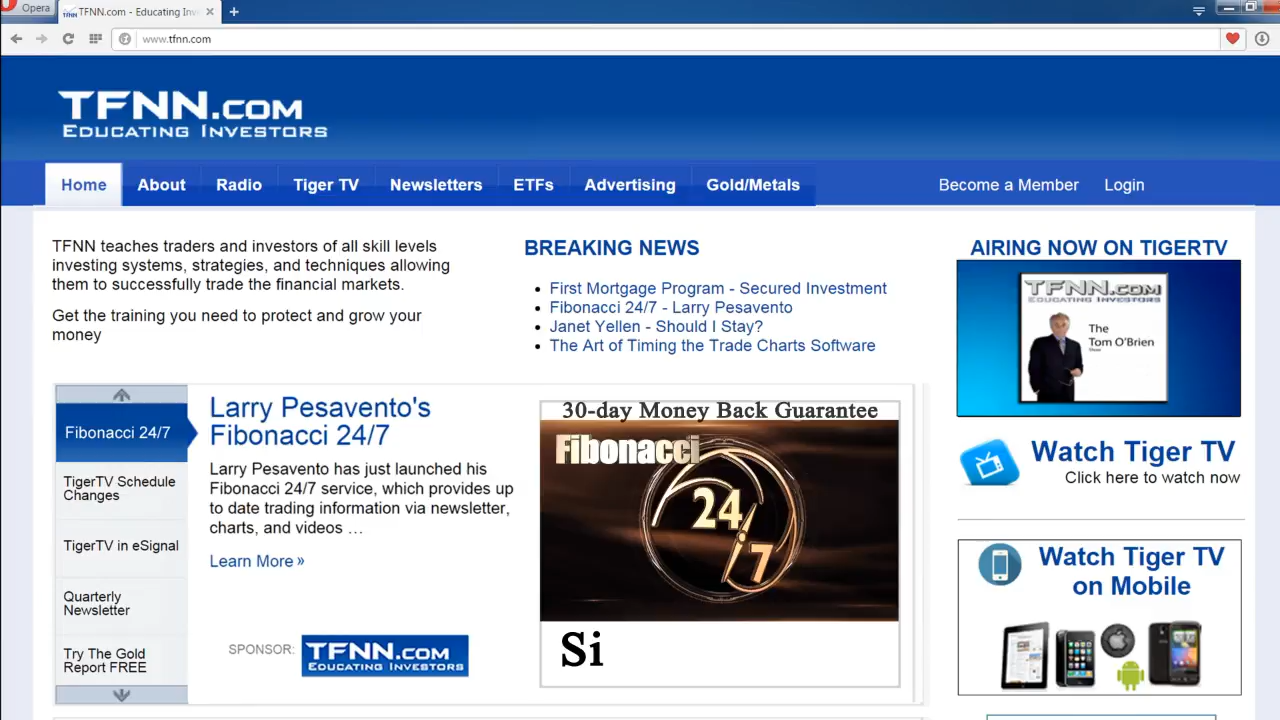 Opera
TFNN.com - Educating Inv
www.tfnn.com
TFNN.COM
EDUCATING INVESTORS
Home
About
Radio
Tiger TV
Newsletters
ETFs
Advertising
Gold/Metals
Become a Member
Login
TFNN teaches traders and investors of all skill levels
investing systems, strategies, and techniques allowing
them to successfully trade the financial markets.
Get the training you need to protect and grow your
money
BREAKING NEWS
First Mortgage Program - Secured Investment
Fibonacci 24/7 - Larry Pesavento
Janet Yellen - Should I Stay?
The Art of Timing the Trade Charts Software
AIRING NOW ON TIGERTV
TFNN.COM
EDUCATING INVESTORS
The
Tom O'Brien
Show
Fibonacci 24/7
TigerTV Schedule
Changes
TigerTV in eSignal
Quarterly
Newsletter
Try The Gold
Report FREE
Larry Pesavento's
Fibonacci 24/7
Larry Pesavento has just launched his
Fibonacci 24/7 service, which provides up
to date trading information via newsletter,
charts, and videos …
Learn More »
SPONSOR:
TFNN.COM
EDUCATING INVESTORS
30-day Money Back Guarantee
Fibonacci
24
7
Si
Watch Tiger TV
Click here to watch now
Watch Tiger TV
on Mobile